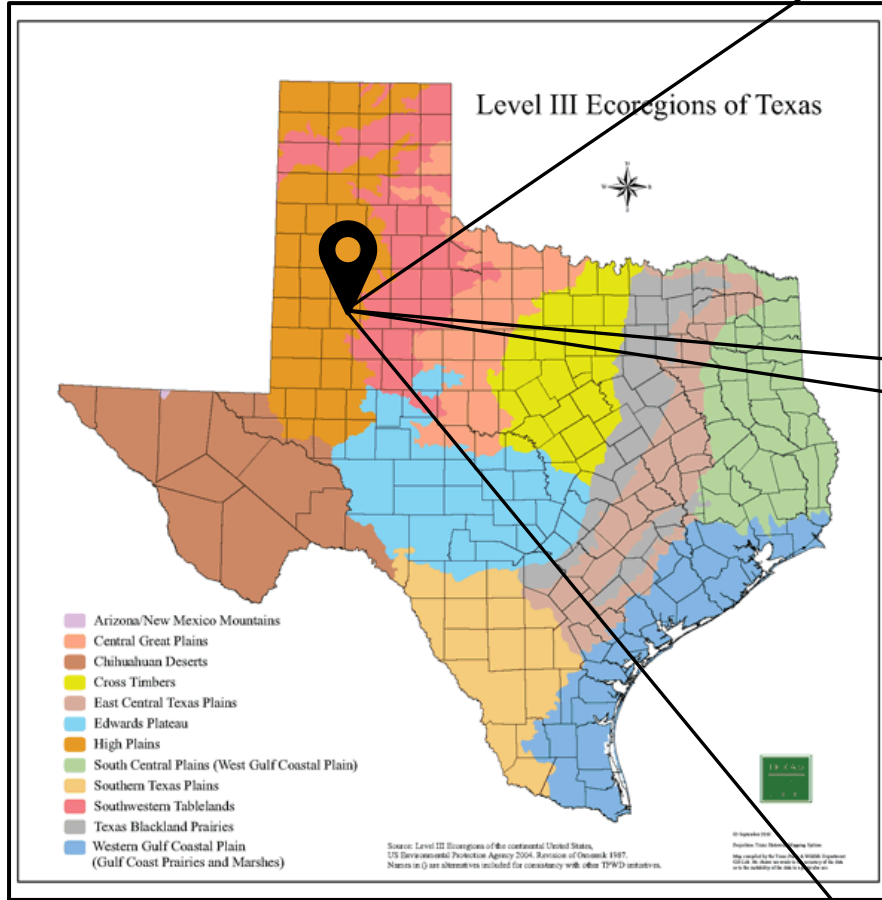 Level III Ecoregions of Texas
N
W
E
S
Arizona/New Mexico Mountains
Central Great Plains
Chihuahuan Deserts
Cross Timbers
East Central Texas Plains
Edwards Plateau
High Plains
South Central Plains (West Gulf Coastal Plain)
Southern Texas Plains
Southwestern Tablelands
Texas Blackland Prairies
Western Gulf Coastal Plain
(Gulf Coast Prairies and Marshes)
TEXAS
Source: Level III Ecoregions of the continental United States,
US Environmental Protection Agency 2004. Revision of Omernik 1987.
Names in () are alternatives included for consistency with other TPWD initiatives.